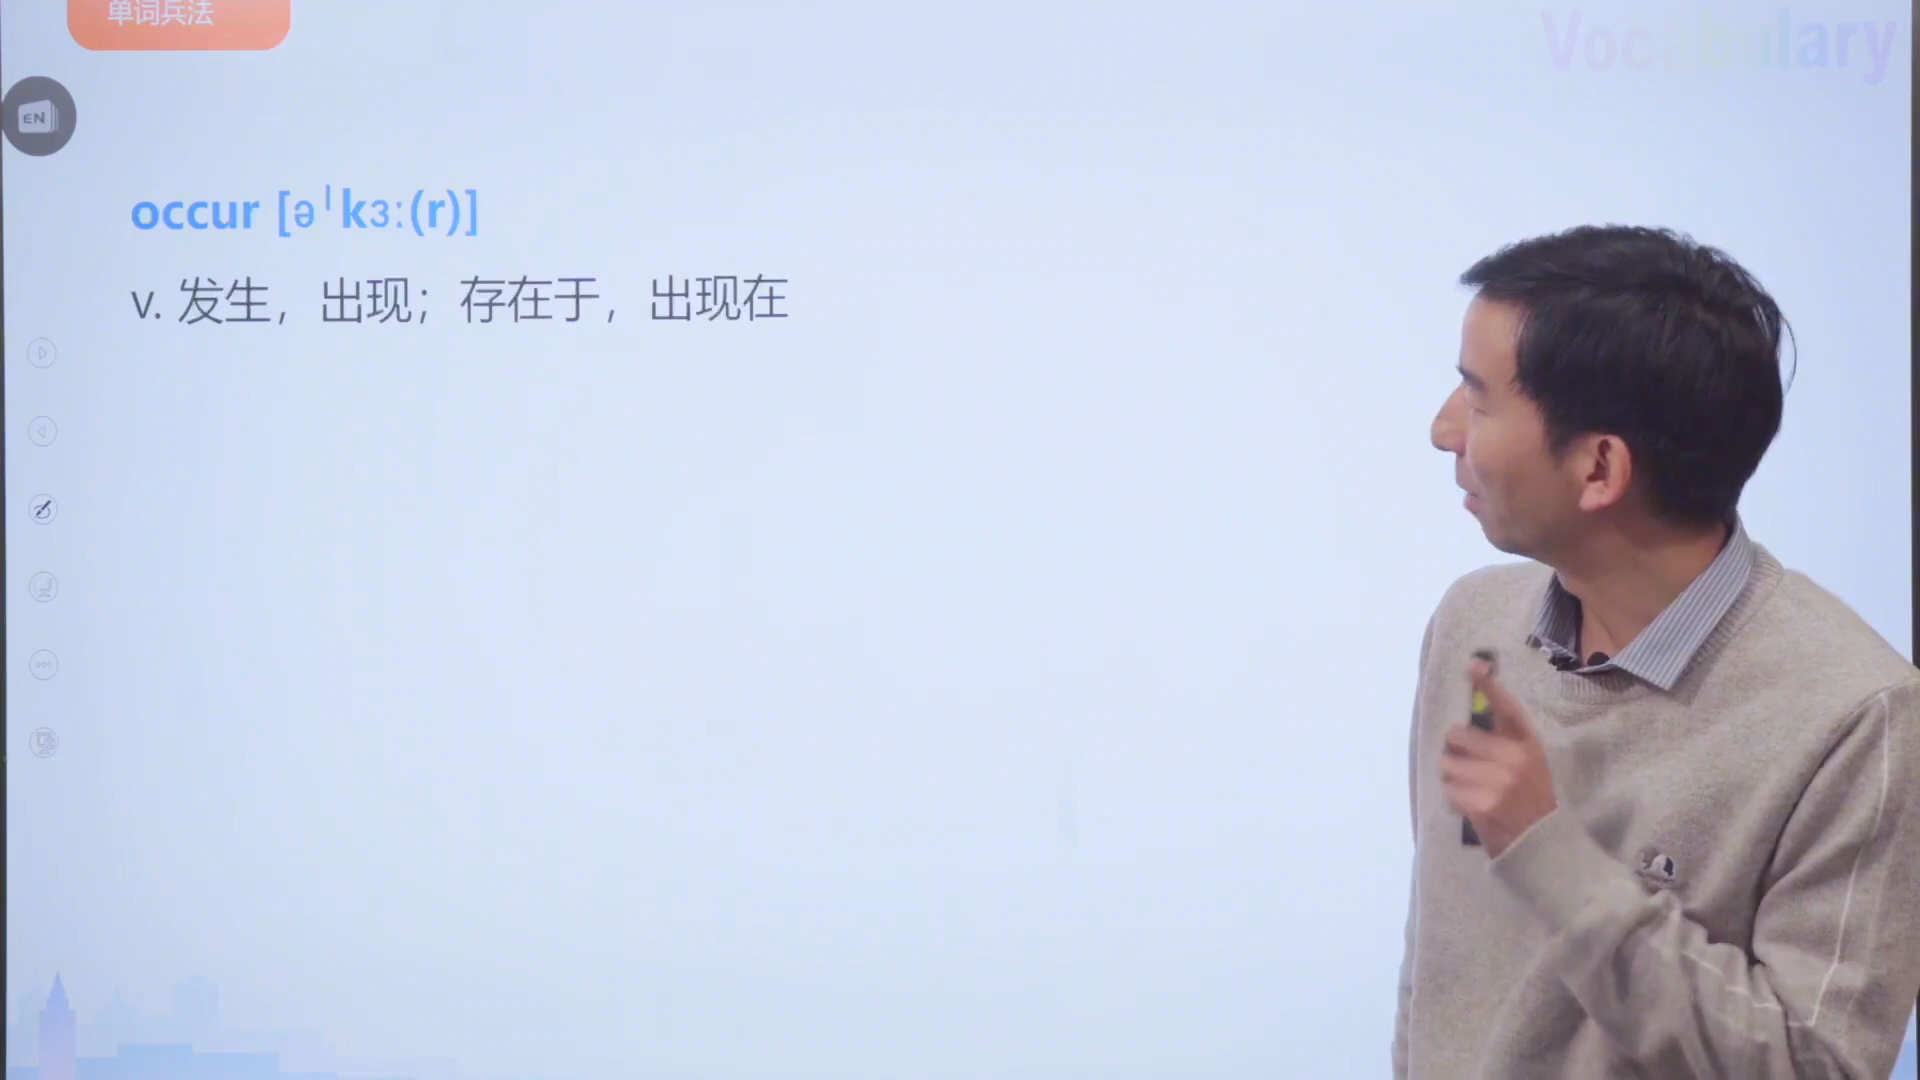 单词兵法
Vocabulary
EN
occur [əˈkɜː(r)]
v. 发生，出现；存在于，出现在